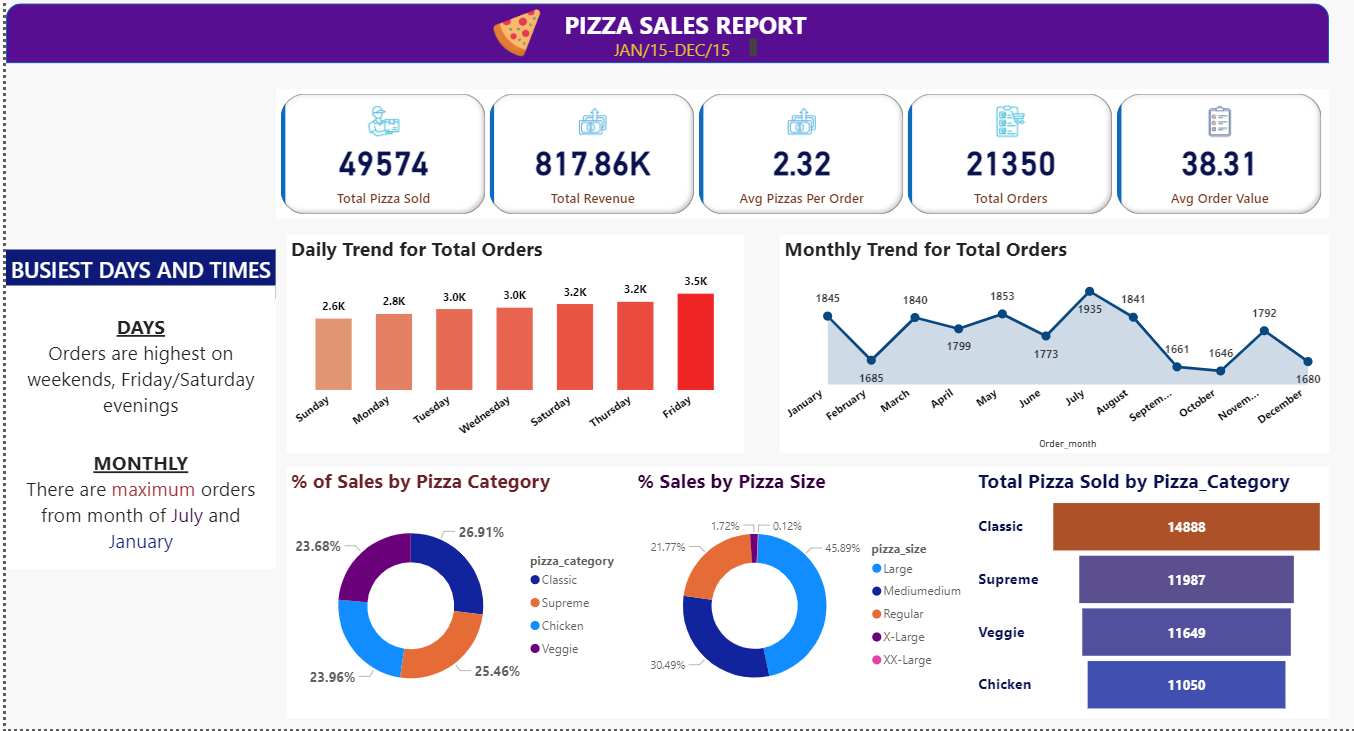 PIZZA SALES REPORT
JAN/15-DEC/15
49574
Total Pizza Sold
817.86K
Total Revenue
2.32
Avg Pizzas Per Order
21350
Total Orders
38.31
Avg Order Value
BUSIEST DAYS AND TIMES
DAYS
Orders are highest on
weekends, Friday/Saturday
evenings
MONTHLY
There are maximum orders
from month of July and
January
Daily Trend for Total Orders
2.6K
2.8K
3.0K
3.0K
3.2K
3.2K
3.5K
Sunday
Monday
Tuesday
Wednesday
Saturday
Thursday
Friday
Monthly Trend for Total Orders
1845
1685
1840
1799
1853
1773
1935
1841
1661
1646
1792
1680
January
February
March
April
May
June
July
August
Septem...
October
Novem...
December
Order_month
% of Sales by Pizza Category
26.91%
25.46%
23.96%
23.68%
pizza_category
Classic
Supreme
Chicken
Veggie
% Sales by Pizza Size
1.72%
0.12%
21.77%
45.89%
30.49%
pizza_size
Large
Mediumedium
Regular
X-Large
XX-Large
Total Pizza Sold by Pizza_Category
Classic
14888
Supreme
11987
Veggie
11649
Chicken
11050